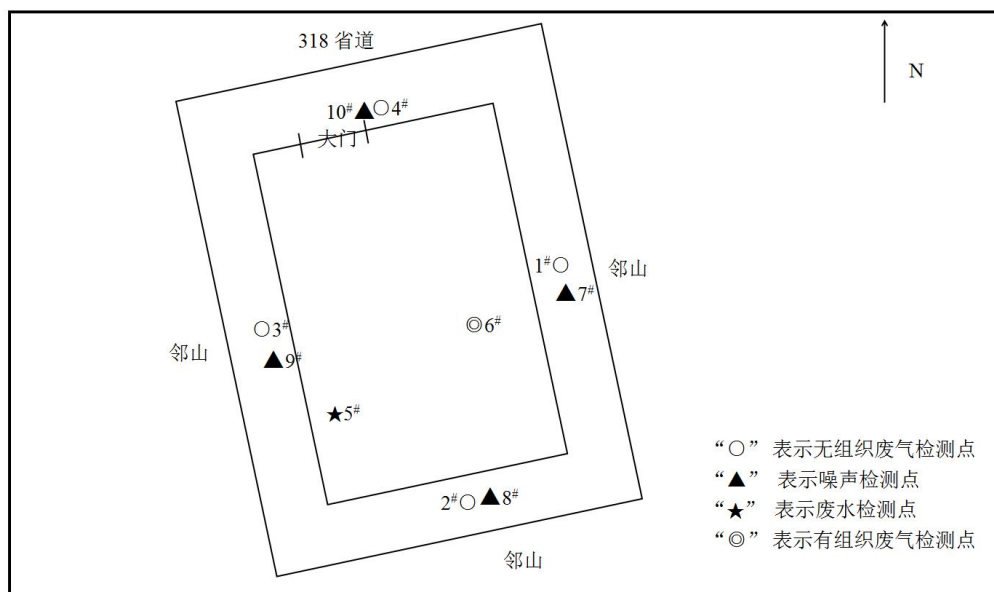 318 省道
N
10# ▲○4#
大门
1#○
邻山
▲7#
○3#
◎6#
邻山
▲9#
★5#
2#○▲8#
邻山
“○” 表示无组织废气检测点
“▲” 表示噪声检测点
“★” 表示废水检测点
“◎” 表示有组织废气检测点